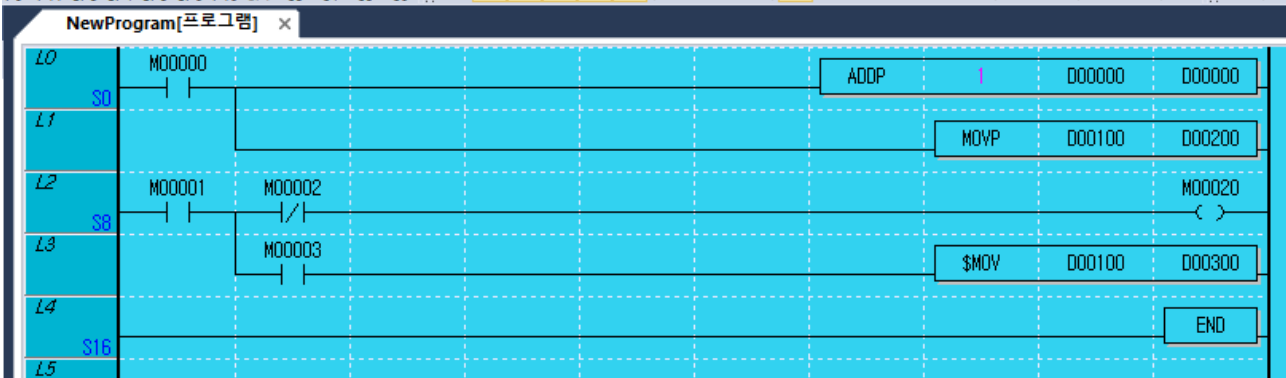 NewProgram[프로그램] ×
L0 M00000
S0 ADDP 1 D00000 D00000
L1
MOVP D00100 D00200
L2 M00001 M00002 M00020
S8
L3 M00003
$MOV D00100 D00300
L4
END
S16
L5